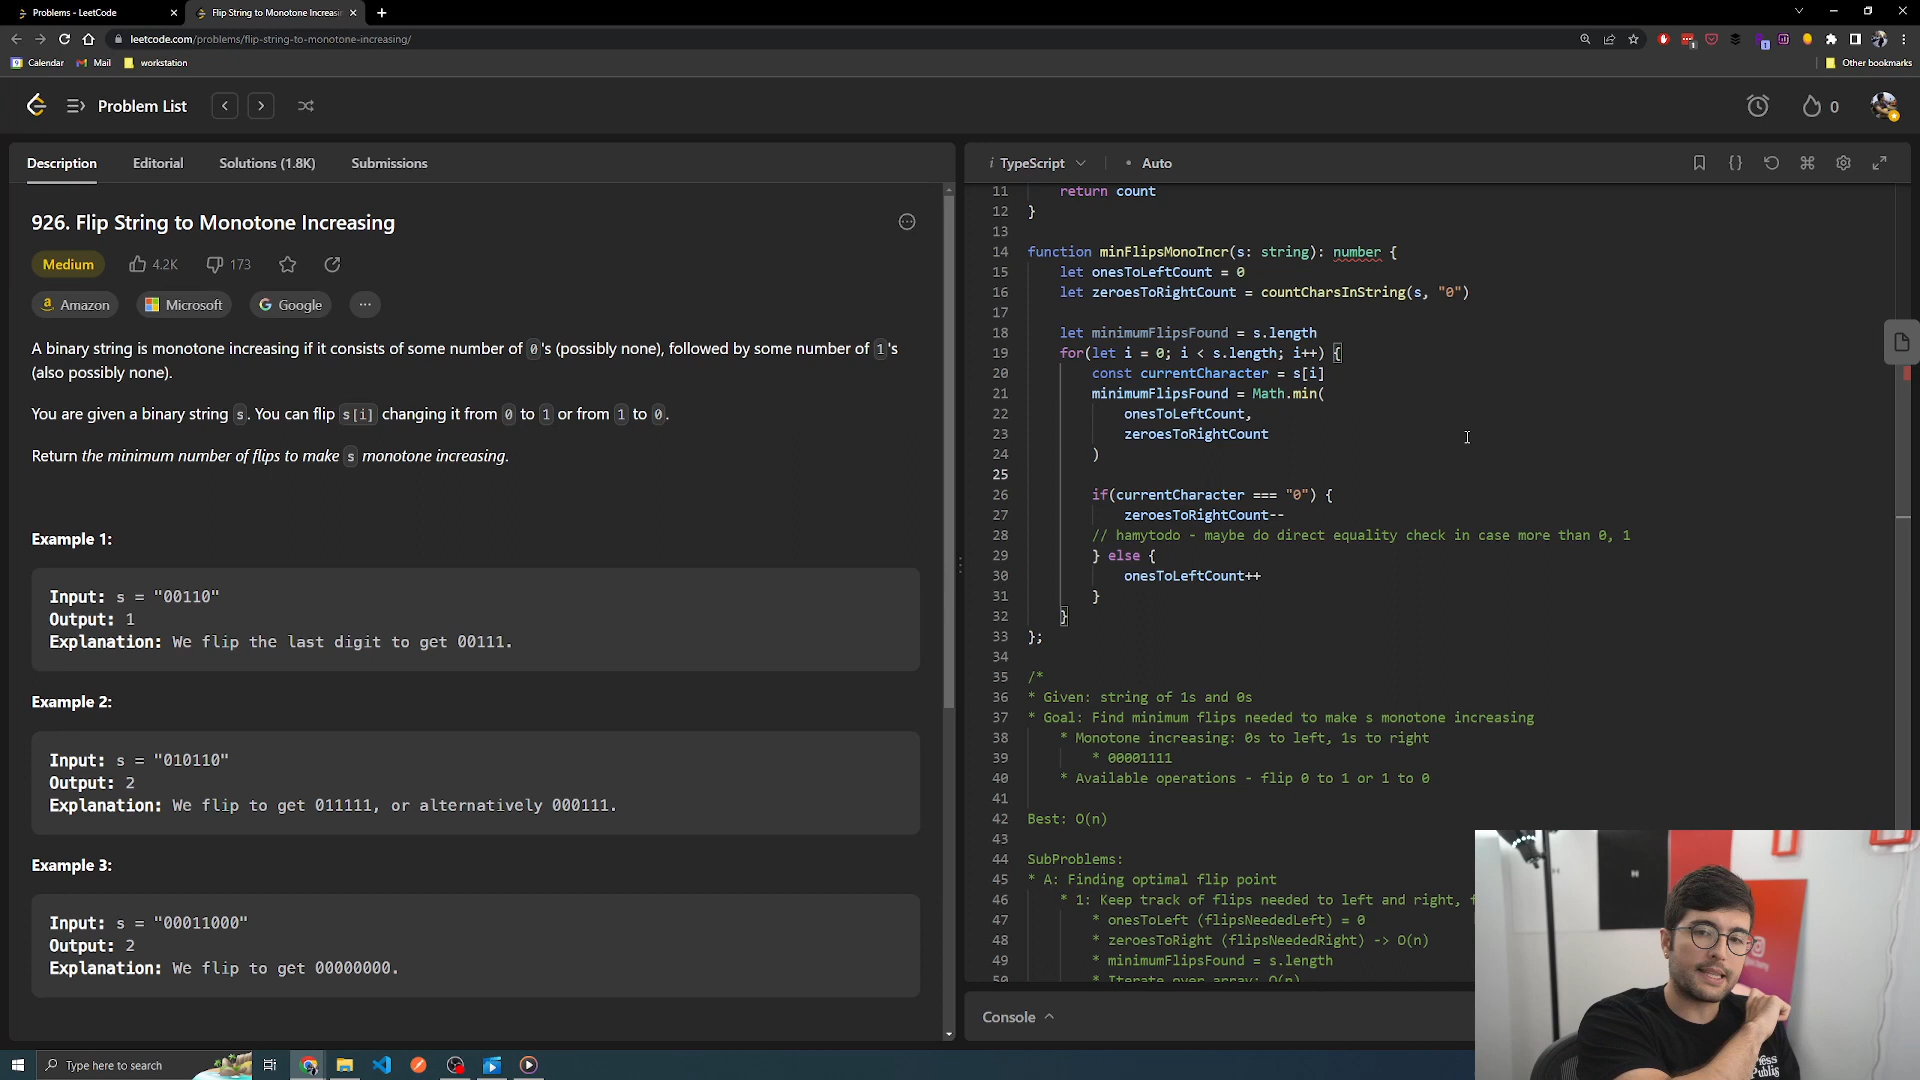 Problems - LeetCode
Flip String to Monotone Increasin
leetcode.com/problems/flip-string-to-monotone-increasing/
Calendar
Mail
workstation
Other bookmarks
Problem List
0
Description
Editorial
Solutions (1.8K)
Submissions
926. Flip String to Monotone Increasing
Medium
4.2K
173
Amazon
Microsoft
Google
A binary string is monotone increasing if it consists of some number of 0's (possibly none), followed by some number of 1's
(also possibly none).
You are given a binary string s. You can flip s[i] changing it from 0 to 1 or from 1 to 0.
Return the minimum number of flips to make s monotone increasing.
Example 1:
Input: s = "00110"
Output: 1
Explanation: We flip the last digit to get 00111.
Example 2:
Input: s = "010110"
Output: 2
Explanation: We flip to get 011111, or alternatively 000111.
Example 3:
Input: s = "00011000"
Output: 2
Explanation: We flip to get 00000000.
i TypeScript
• Auto
11 return count
12 }
13
14 function minFlipsMonoIncr(s: string): number {
15 let onesToLeftCount = 0
16 let zeroesToRightCount = countCharsInString(s, "0")
17
18 let minimumFlipsFound = s.length
19 for(let i = 0; i < s.length; i++) {
20 const currentCharacter = s[i]
21 minimumFlipsFound = Math.min(
22 onesToLeftCount,
23 zeroesToRightCount
24 )
25
26 if(currentCharacter === "0") {
27 zeroesToRightCount--
28 // hamytodo - maybe do direct equality check in case more than 0, 1
29 } else {
30 onesToLeftCount++
31 }
32 }
33 };
34
35 /*
36 * Given: string of 1s and 0s
37 * Goal: Find minimum flips needed to make s monotone increasing
38 * Monotone increasing: 0s to left, 1s to right
39 * 00001111
40 * Available operations - flip 0 to 1 or 1 to 0
41
42 Best: O(n)
43
44 SubProblems:
45 * A: Finding optimal flip point
46 * 1: Keep track of flips needed to left and right,
47 * onesToLeft (flipsNeededLeft) = 0
48 * zeroesToRight (flipsNeededRight) -> O(n)
49 * minimumFlipsFound = s.length
50 * Iterate over array: O(n)
Console
Type here to search
Press
Publis